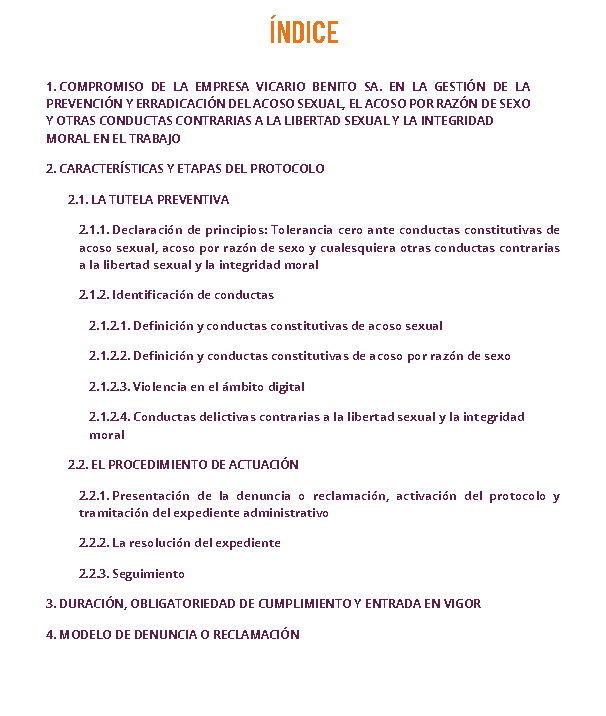 ÍNDICE
1. COMPROMISO DE LA EMPRESA VICARIO BENITO SA. EN LA GESTIÓN DE LA
PREVENCIÓN Y ERRADICACIÓN DEL ACOSO SEXUAL, EL ACOSO POR RAZÓN DE SEXO
Y OTRAS CONDUCTAS CONTRARIAS A LA LIBERTAD SEXUAL Y LA INTEGRIDAD
MORAL EN EL TRABAJO
2. CARACTERÍSTICAS Y ETAPAS DEL PROTOCOLO
2.1. LA TUTELA PREVENTIVA
2.1.1. Declaración de principios: Tolerancia cero ante conductas constitutivas de
acoso sexual, acoso por razón de sexo y cualesquiera otras conductas contrarias
a la libertad sexual y la integridad moral
2.1.2. Identificación de conductas
2.1.2.1. Definición y conductas constitutivas de acoso sexual
2.1.2.2. Definición y conductas constitutivas de acoso por razón de sexo
2.1.2.3. Violencia en el ámbito digital
2.1.2.4. Conductas delictivas contrarias a la libertad sexual y la integridad
moral
2.2. EL PROCEDIMIENTO DE ACTUACIÓN
2.2.1. Presentación de la denuncia o reclamación, activación del protocolo y
tramitación del expediente administrativo
2.2.2. La resolución del expediente
2.2.3. Seguimiento
3. DURACIÓN, OBLIGATORIEDAD DE CUMPLIMIENTO Y ENTRADA EN VIGOR
4. MODELO DE DENUNCIA O RECLAMACIÓN